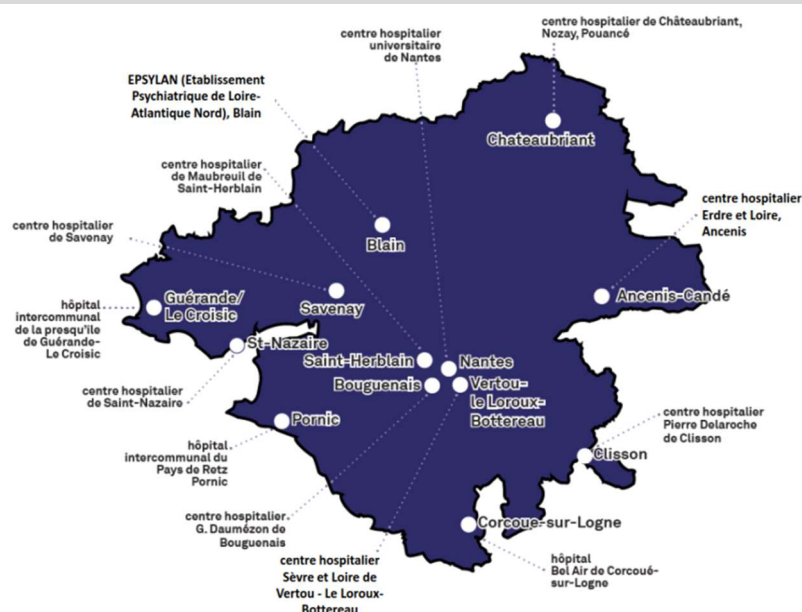 centre hospitalier de Châteaubriant,
Nozay, Pouancé
centre hospitalier
universitaire
de Nantes
EPSYLAN (Etablissement
Psychiatrique de Loire-
Atlantique Nord), Blain
Chateaubriant
centre hospitalier
de Maubreuil de
Saint-Herblain
centre hospitalier
Erdre et Loire,
Ancenis
centre hospitalier
de Savenay
Blain
Guérande/
Le Croisic
Savenay
Ancenis-Candé
hôpital
intercommunal
de la presqu'île
de Guérande-
Le Croisic
St-Nazaire
Saint-Herblain
Nantes
Bouguenais
Vertou-
le Loroux-
Bottereau
centre hospitalier
de Saint-Nazaire
Pornic
centre hospitalier
Pierre Delaroche
de Clisson
hôpital
intercommunal du
Pays de Retz
Pornic
Clisson
centre hospitalier
G. Daumézon de
Bouguenais
Corcoue-sur-Logne
centre hospitalier
Sèvre et Loire de
Vertou - Le Loroux-
Bottereau
hôpital
Bel Air de Corcoué-
sur-Logne